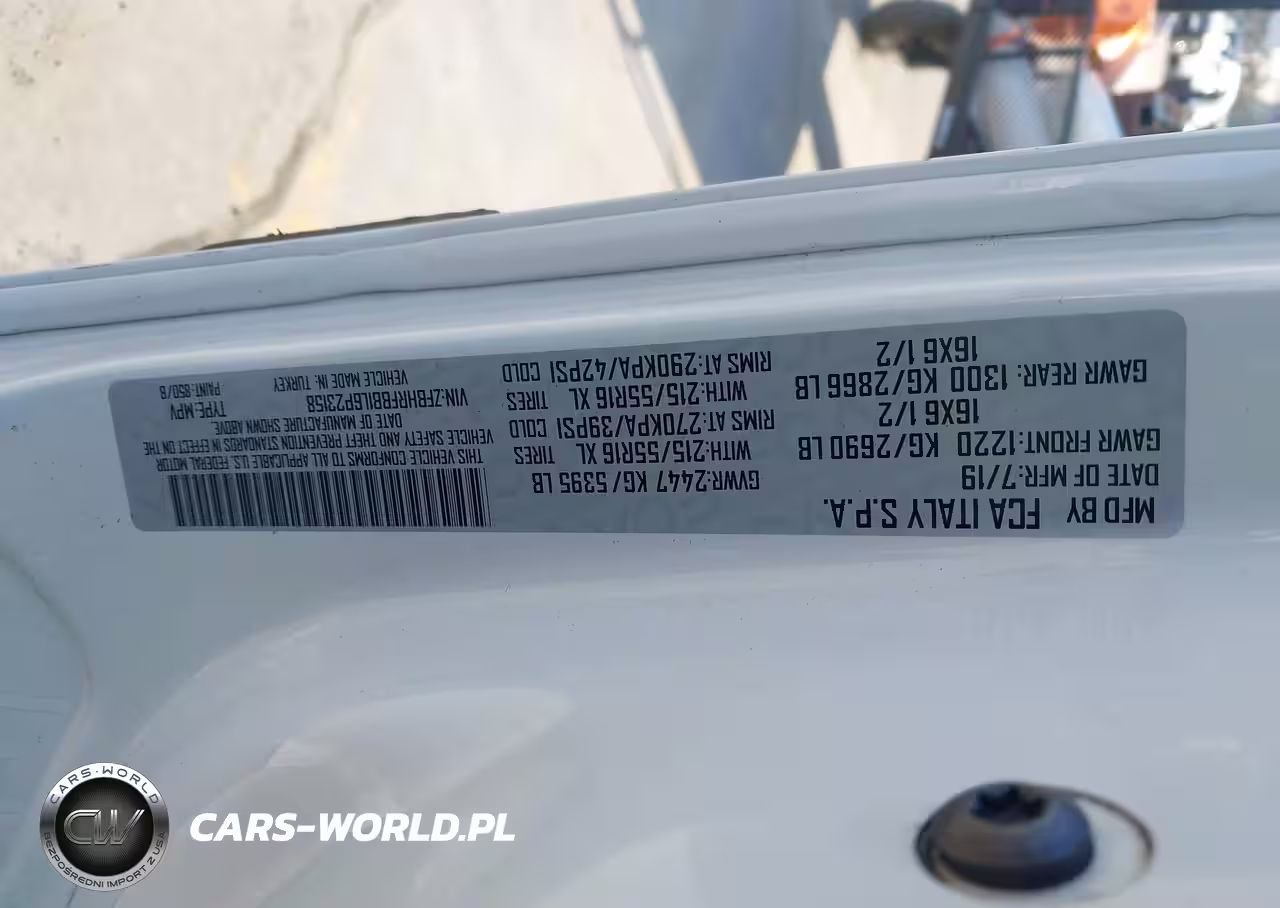 MFD BY FCA ITALY S.P.A.
DATE OF MFR:7/19
GVWR:2447 KG/5395 LB
GAWR FRONT:1220 KG/2690 LB
WITH:215/55R16 XL TIRES
16X6 1/2
RIMS AT:270KPA/39PSI COLD
GAWR REAR: 1300 KG/2866 LB
WITH:215/55R16 XL TIRES
16X6 1/2
RIMS AT:290KPA/42PSI COLD
THIS VEHICLE CONFORMS TO ALL APPLICABLE U.S. FEDERAL MOTOR
VEHICLE SAFETY AND THEFT PREVENTION STANDARDS IN EFFECT ON THE
DATE OF MANUFACTURE SHOWN ABOVE
VIN:ZFBHRFBB1L6P23158 TYPE:MPV
VEHICLE MADE IN: TURKEY PAINT:850/B
CARS-WORLD
CW
BEZPOŚREDNI IMPORT Z USA
CARS-WORLD.PL